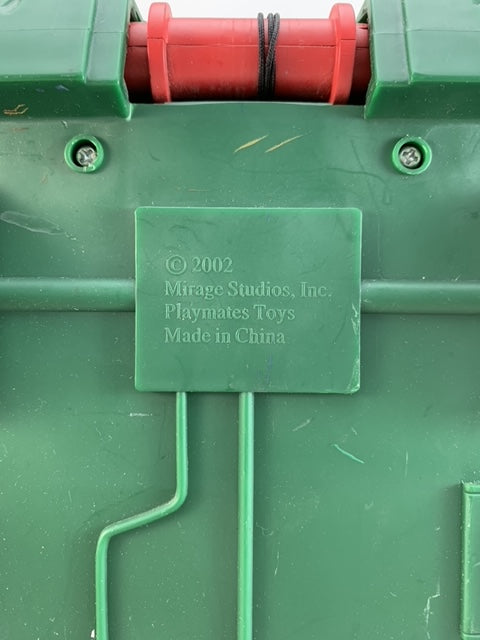 © 2002
Mirage Studios, Inc.
Playmates Toys
Made in China